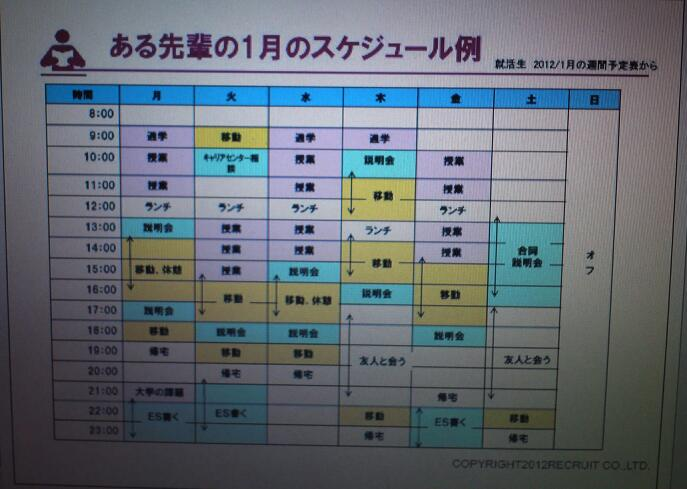 ある先輩の1月のスケジュール例
就活生 2012/1月の週間予定表から
時間 月 火 水 木 金 土 日
8:00
9:00 通学 移動 通学 通学
10:00 授業 キャリアセンター相談 授業 説明会 授業
11:00 授業 授業 移動 授業
12:00 ランチ ランチ ランチ ランチ
13:00 説明会 授業 授業 ランチ 授業
14:00 授業 授業 授業 合同説明会
15:00 移動、休憩 授業 説明会 移動 オフ
16:00 移動 移動、休憩 説明会 移動
17:00 説明会
18:00 移動 説明会 説明会 説明会
19:00 帰宅 移動 移動 友人と会う 友人と会う
20:00 帰宅 帰宅
21:00 大学の課題 帰宅
22:00 ES書く ES書く 移動 ES書く 移動
23:00 帰宅 帰宅
COPYRIGHT2012RECRUIT CO.,LTD.